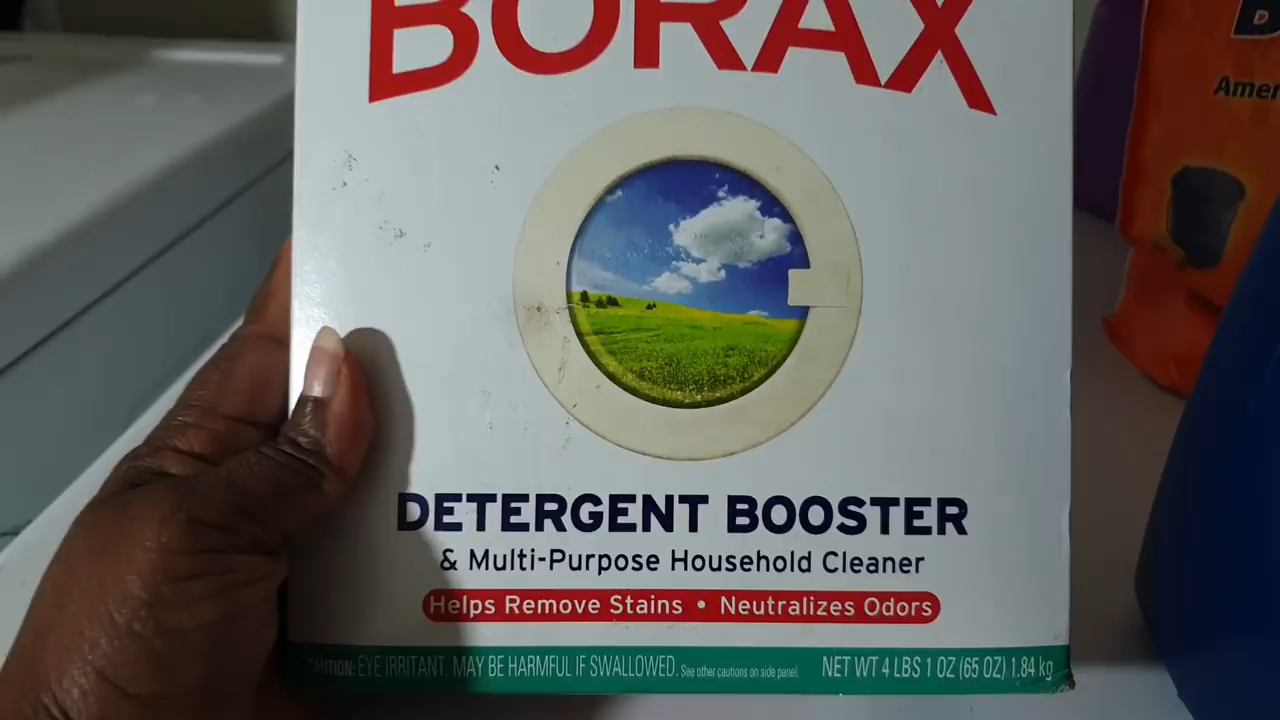 BORAX
DETERGENT BOOSTER
& Multi-Purpose Household Cleaner
Helps Remove Stains • Neutralizes Odors
CAUTION: EYE IRRITANT. MAY BE HARMFUL IF SWALLOWED. See other cautions on side panel. NET WT 4 LBS 1 OZ (65 OZ) 1.84 kg